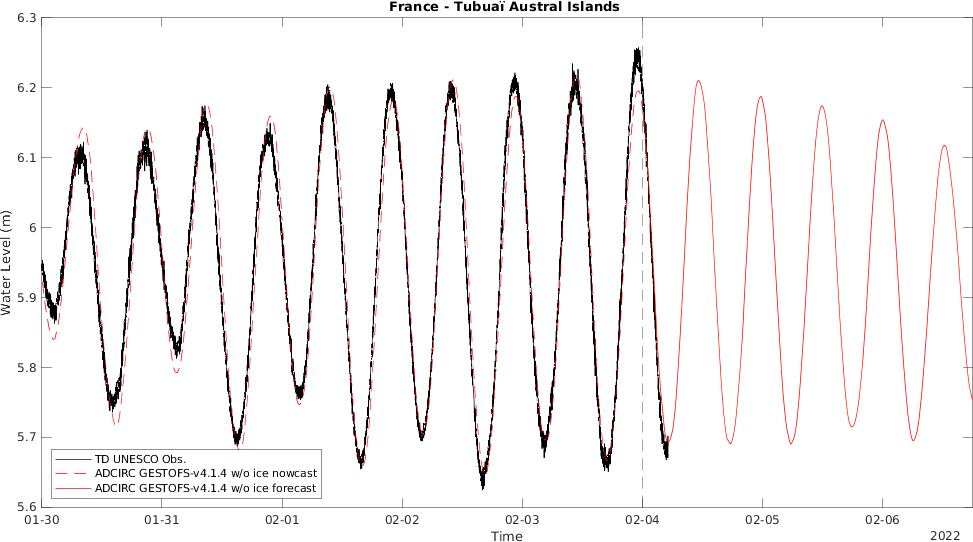 France - Tubuaï Austral Islands
6.3
6.2
6.1
6
5.9
5.8
5.7
5.6
Water Level (m)
TD UNESCO Obs.
ADCIRC GESTOFS-v4.1.4 w/o ice nowcast
ADCIRC GESTOFS-v4.1.4 w/o ice forecast
01-30 01-31 02-01 02-02 02-03 02-04 02-05 02-06
Time
2022